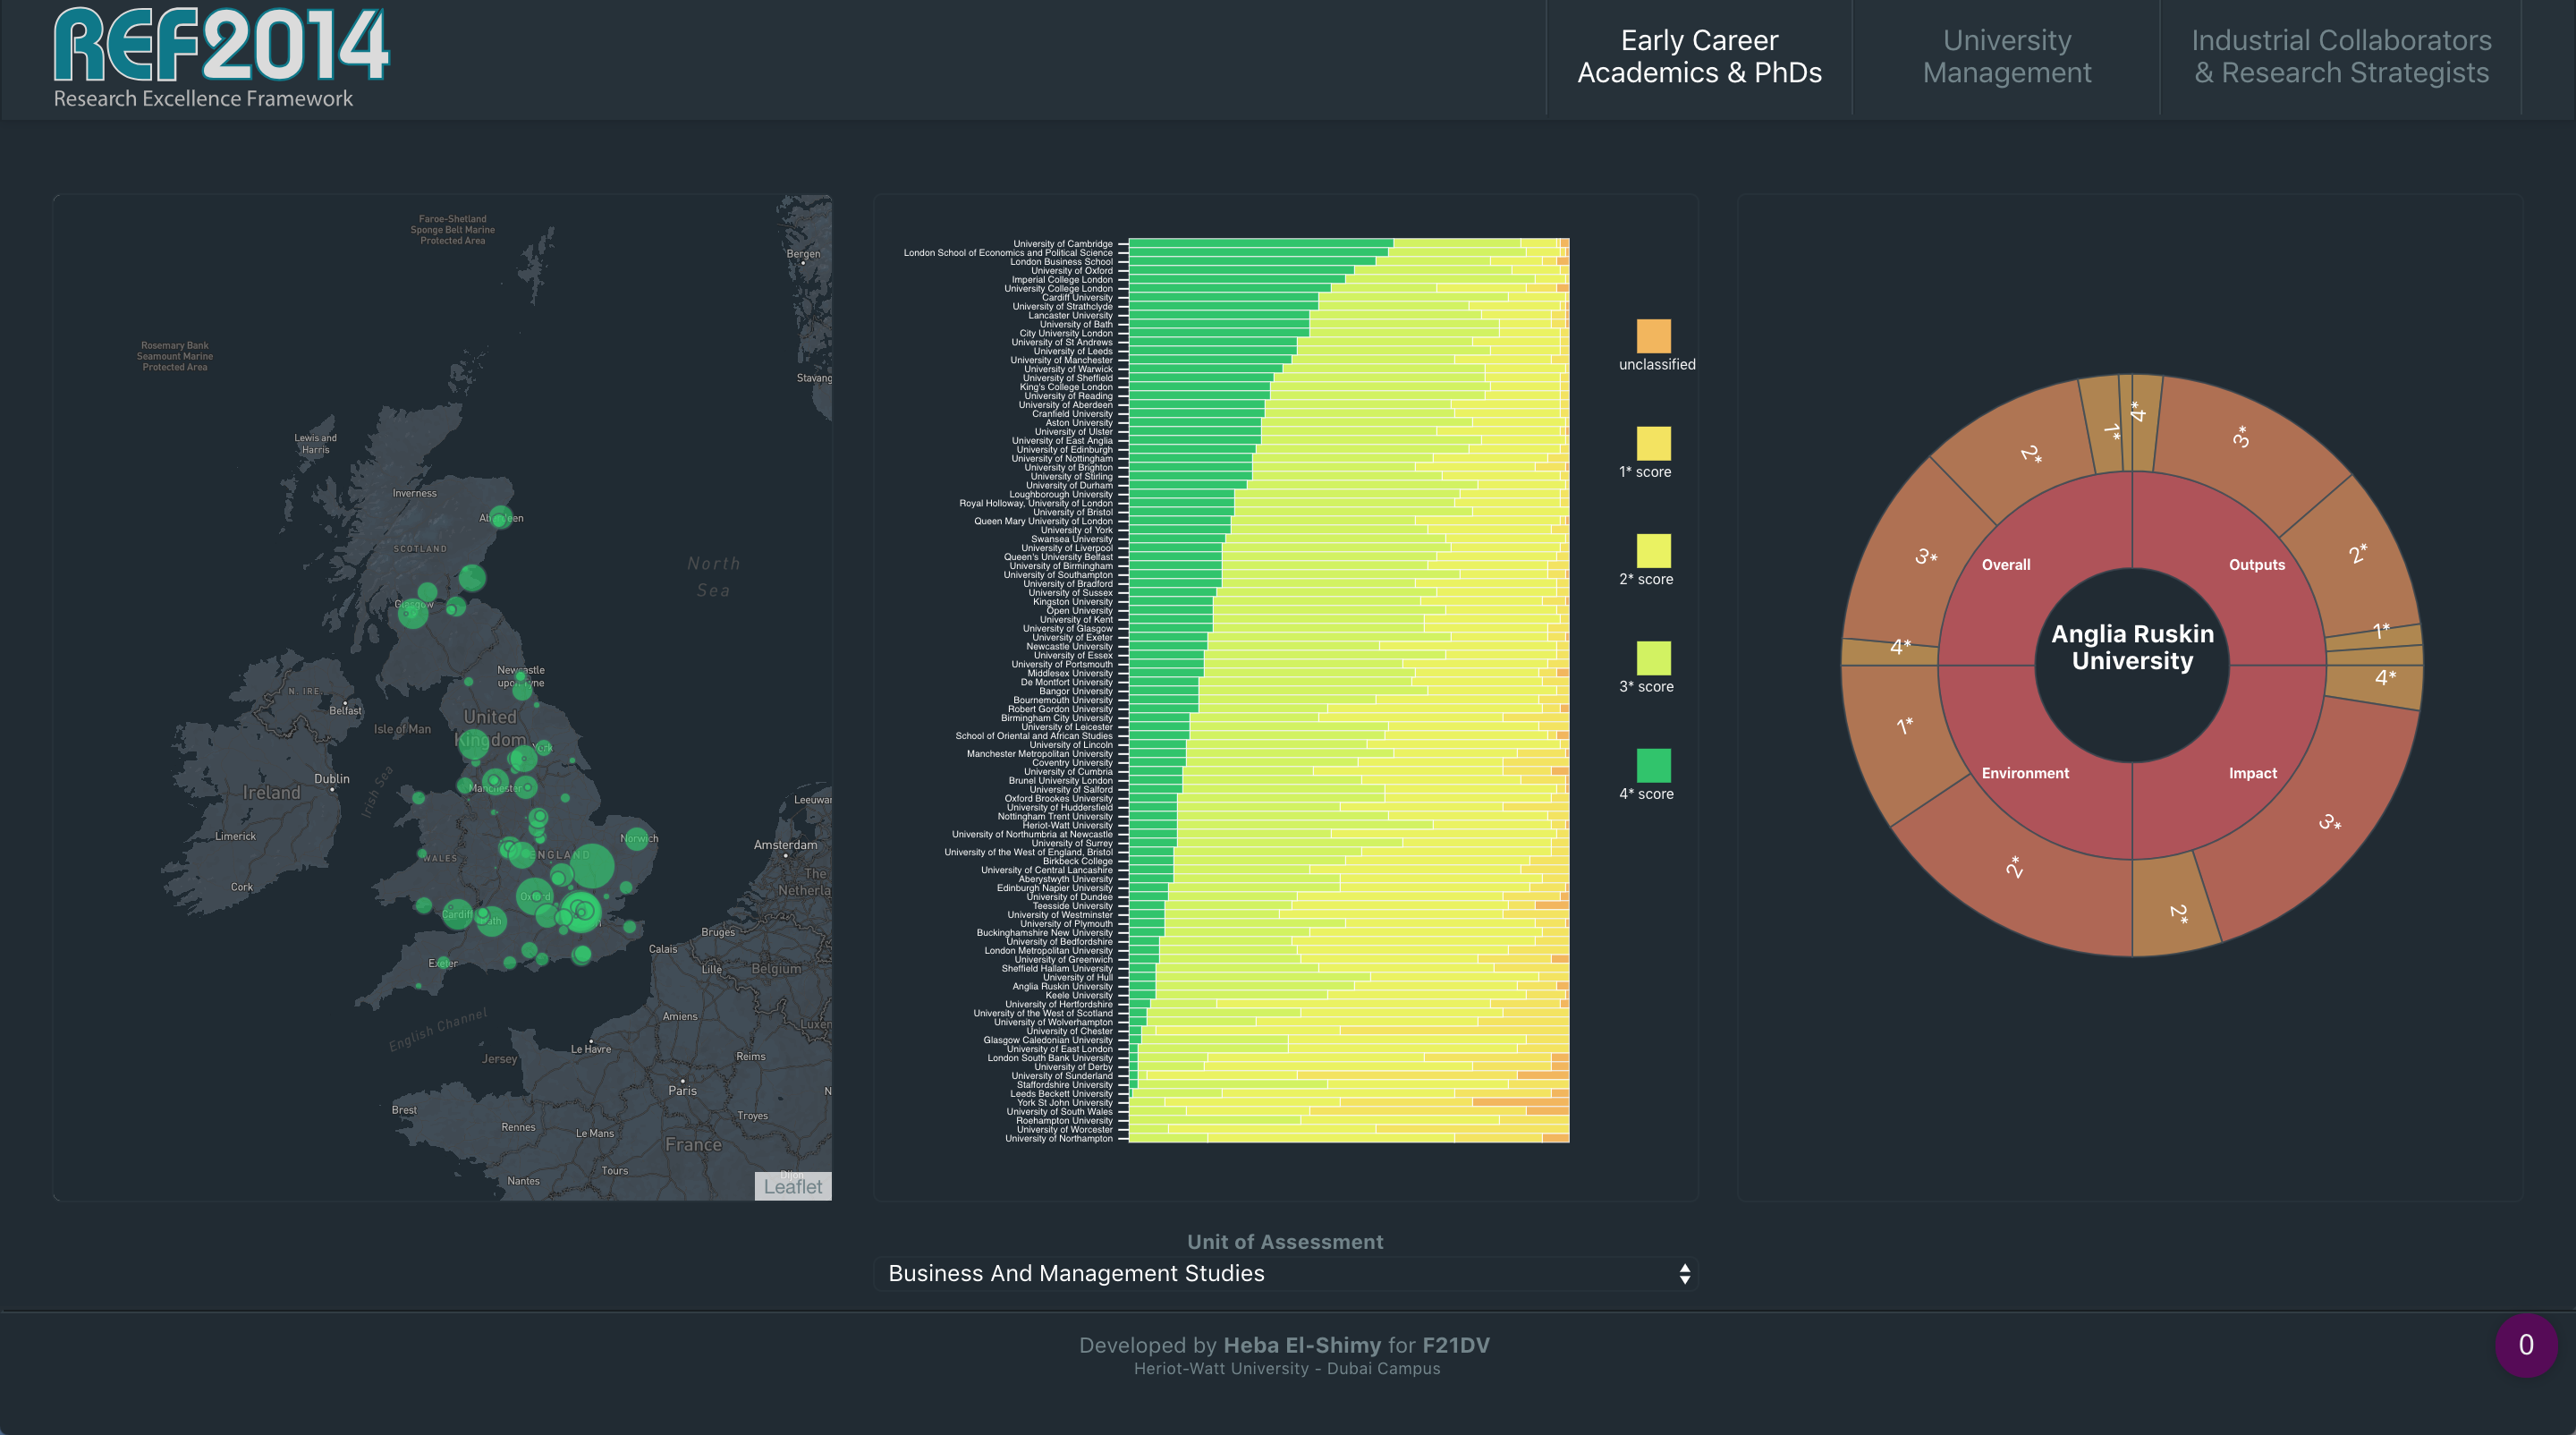 REF2014
Research Excellence Framework
Early Career
Academics & PhDs
University
Management
Industrial Collaborators
& Research Strategists
Faroe-Shetland
Sponge Belt Marine
Protected Area
Bergen
Rosemary Bank
Seamount Marine
Protected Area
Stavang
Lewis and
Harris
Inverness
SCOTLAND
North
Sea
Newcastle
N. IRE.
Belfast
Isle of Man
United
Kingdom
York
Dublin
Ireland
Irish Sea
Manchester
Leeuwar
Limerick
Norwich
Amsterdam
WALES
ENGLAND
The
Netherla
Cork
Cardiff
Bruges
Calais
Exeter
Lille
Belgium
English Channel
Amiens
Luxen
Jersey
Le Havre
Reims
Paris
N
Brest
Troyes
Rennes
Le Mans
France
Tours
Dijon
Nantes
Leaflet
University of Cambridge
London School of Economics and Political Science
London Business School
University of Oxford
Imperial College London
University College London
Cardiff University
University of Strathclyde
Lancaster University
University of Bath
City University London
University of St Andrews
University of Leeds
University of Manchester
University of Warwick
University of Sheffield
King's College London
University of Reading
University of Aberdeen
Cranfield University
Aston University
University of Ulster
University of East Anglia
University of Edinburgh
University of Nottingham
University of Brighton
University of Stirling
University of Durham
Loughborough University
Royal Holloway, University of London
University of Bristol
Queen Mary University of London
University of York
Swansea University
University of Liverpool
Queen's University Belfast
University of Birmingham
University of Southampton
University of Bradford
University of Sussex
Kingston University
Open University
University of Kent
University of Glasgow
University of Exeter
Newcastle University
University of Essex
University of Portsmouth
Middlesex University
De Montfort University
Bangor University
Bournemouth University
Robert Gordon University
Birmingham City University
University of Leicester
School of Oriental and African Studies
University of Lincoln
Manchester Metropolitan University
Coventry University
University of Cumbria
Brunel University London
University of Salford
Oxford Brookes University
University of Huddersfield
Nottingham Trent University
Heriot-Watt University
University of Northumbria at Newcastle
University of Surrey
University of the West of England, Bristol
Birkbeck College
University of Central Lancashire
Aberystwyth University
Edinburgh Napier University
University of Dundee
Teesside University
University of Westminster
University of Plymouth
Buckinghamshire New University
University of Bedfordshire
London Metropolitan University
University of Greenwich
Sheffield Hallam University
University of Hull
Anglia Ruskin University
Keele University
University of Hertfordshire
University of the West of Scotland
University of Wolverhampton
University of Chester
Glasgow Caledonian University
University of East London
London South Bank University
University of Derby
University of Sunderland
Staffordshire University
Leeds Beckett University
York St John University
University of South Wales
Roehampton University
University of Worcester
University of Northampton
unclassified
1* score
2* score
3* score
4* score
Anglia Ruskin
University
Overall
Outputs
Environment
Impact
4*
3*
2*
1*
4*
3*
2*
2*
1*
4*
3*
2*
1*
Unit of Assessment
Business And Management Studies
Developed by Heba El-Shimy for F21DV
Heriot-Watt University - Dubai Campus
0